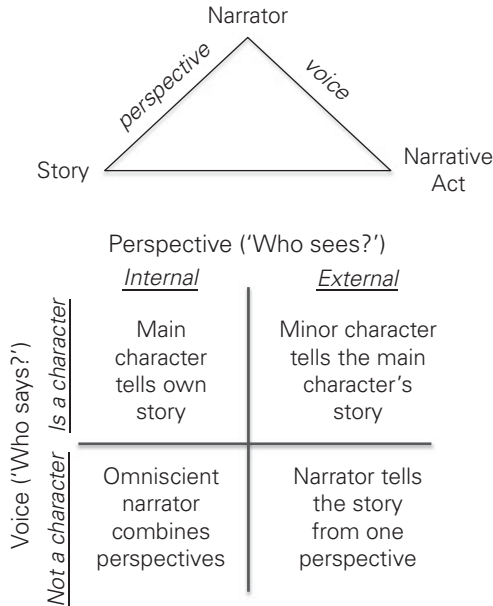 Narrator
perspective
voice
Story
Narrative
Act
Perspective ('Who sees?')
Internal
External
Voice ('Who says?')
Is a character
Main
character
tells own
story
Minor character
tells the main
character's
story
Not a character
Omniscient
narrator
combines
perspectives
Narrator tells
the story
from one
perspective